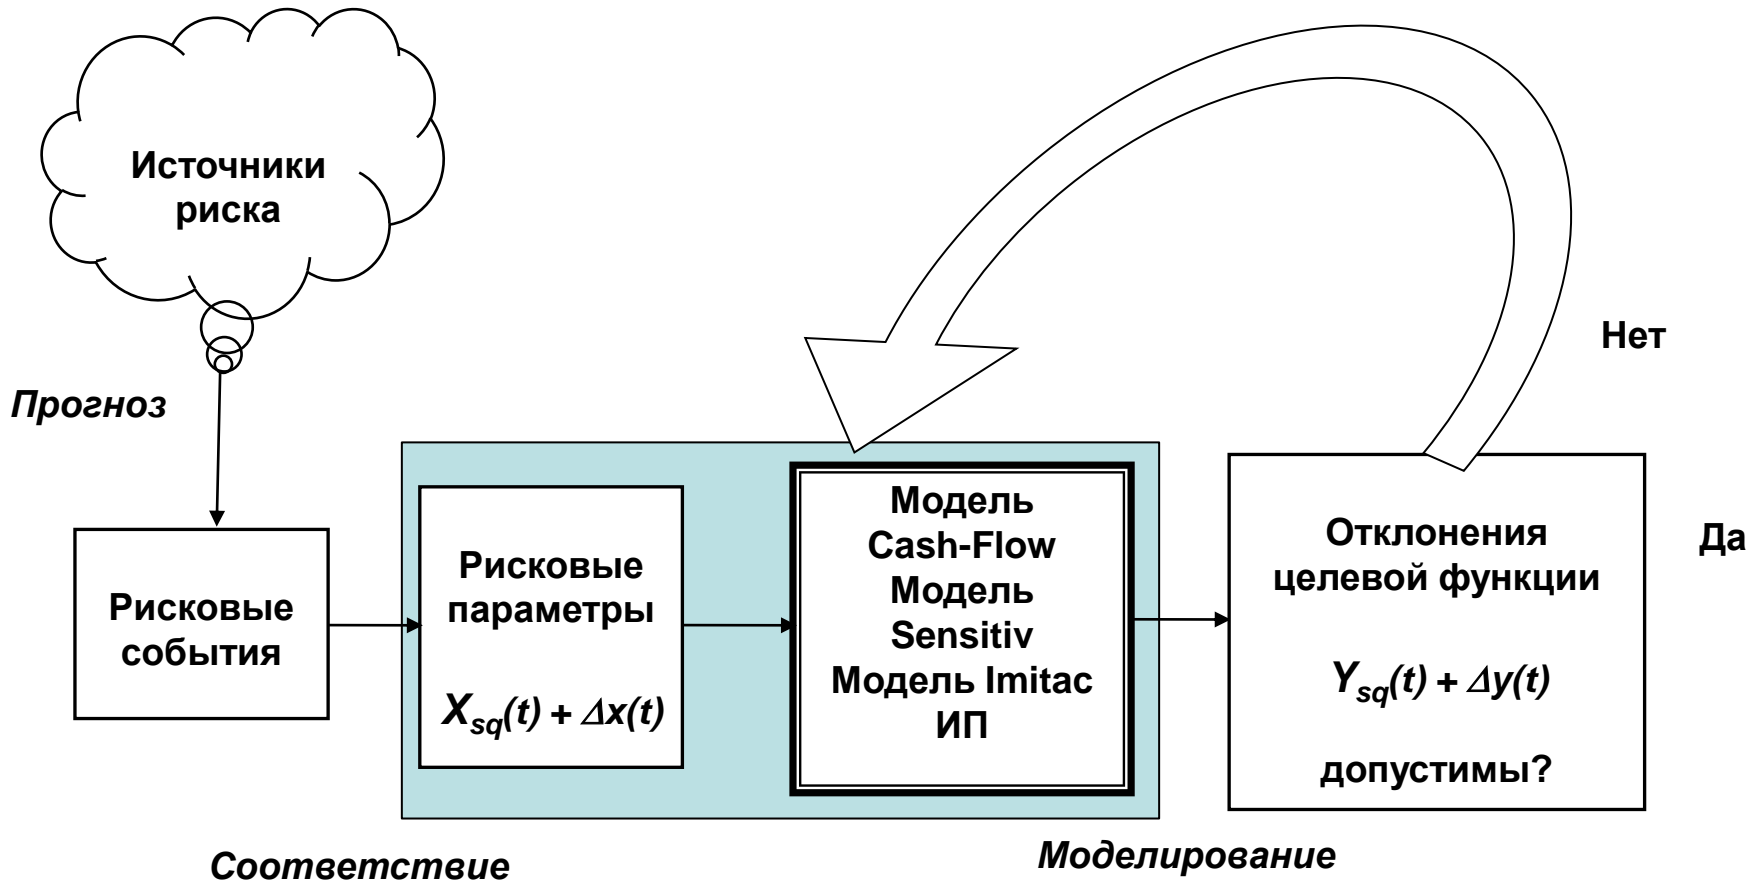 Источники
риска
Прогноз
Рисковые
события
Рисковые
параметры
Xsq(t) + Δx(t)
Модель
Cash-Flow
Модель
Sensitiv
Модель Imitac
ИП
Отклонения
целевой функции
Ysq(t) + Δy(t)
допустимы?
Нет
Да
Соответствие
Моделирование